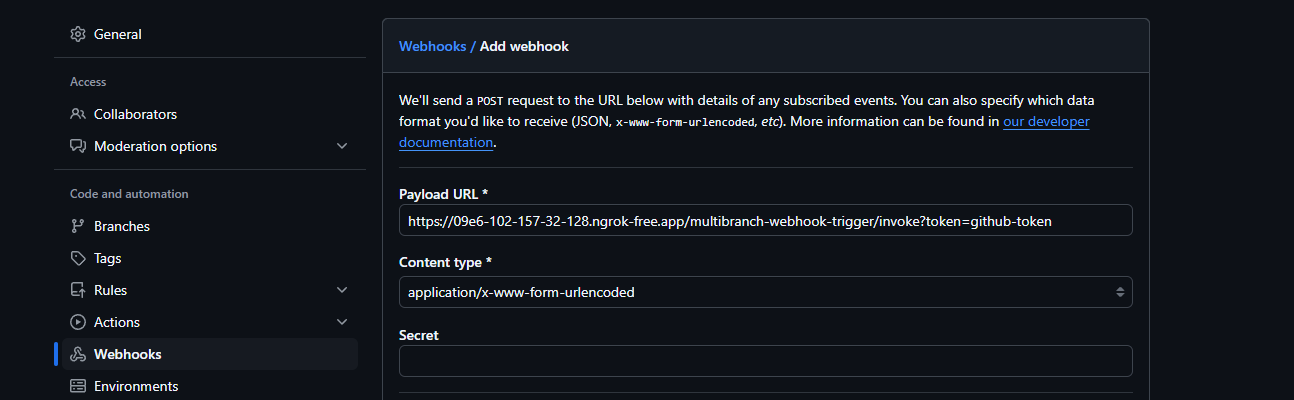 General
Access
Collaborators
Moderation options
Code and automation
Branches
Tags
Rules
Actions
Webhooks
Environments
Webhooks / Add webhook
We'll send a POST request to the URL below with details of any subscribed events. You can also specify which data
format you'd like to receive (JSON, x-www-form-urlencoded, etc). More information can be found in our developer
documentation.
Payload URL *
https://09e6-102-157-32-128.ngrok-free.app/multibranch-webhook-trigger/invoke?token=github-token
Content type *
application/x-www-form-urlencoded
Secret